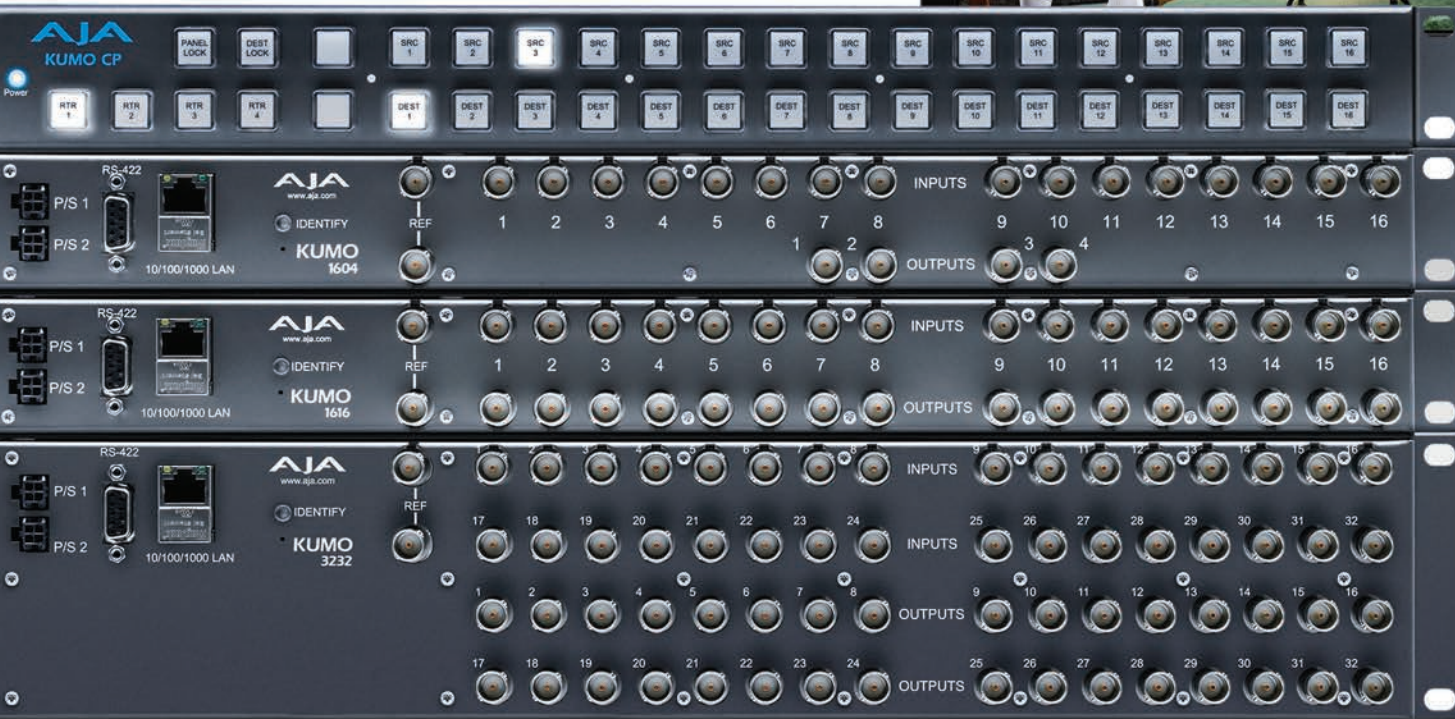 AJA
KUMO CP
Power
PANEL LOCK DEST LOCK SRC 1 SRC 2 SRC 3 SRC 4 SRC 5 SRC 6 SRC 7 SRC 8 SRC 9 SRC 10 SRC 11 SRC 12 SRC 13 SRC 14 SRC 15 SRC 16
RTR 1 RTR 2 RTR 3 RTR 4 DEST 1 DEST 2 DEST 3 DEST 4 DEST 5 DEST 6 DEST 7 DEST 8 DEST 9 DEST 10 DEST 11 DEST 12 DEST 13 DEST 14 DEST 15 DEST 16
P/S 1
P/S 2
RS-422
10/100/1000 LAN
AJA
www.aja.com
IDENTIFY
KUMO
1604
REF
INPUTS
1 2 3 4 5 6 7 8 9 10 11 12 13 14 15 16
1 2 OUTPUTS 3 4
P/S 1
P/S 2
RS-422
10/100/1000 LAN
AJA
www.aja.com
IDENTIFY
KUMO
1616
REF
INPUTS
1 2 3 4 5 6 7 8 9 10 11 12 13 14 15 16
OUTPUTS
P/S 1
P/S 2
RS-422
10/100/1000 LAN
AJA
www.aja.com
IDENTIFY
KUMO
3232
REF
1 2 3 4 5 6 7 8 INPUTS 9 10 11 12 13 14 15 16
17 18 19 20 21 22 23 24 INPUTS 25 26 27 28 29 30 31 32
1 2 3 4 5 6 7 8 OUTPUTS 9 10 11 12 13 14 15 16
17 18 19 20 21 22 23 24 OUTPUTS 25 26 27 28 29 30 31 32